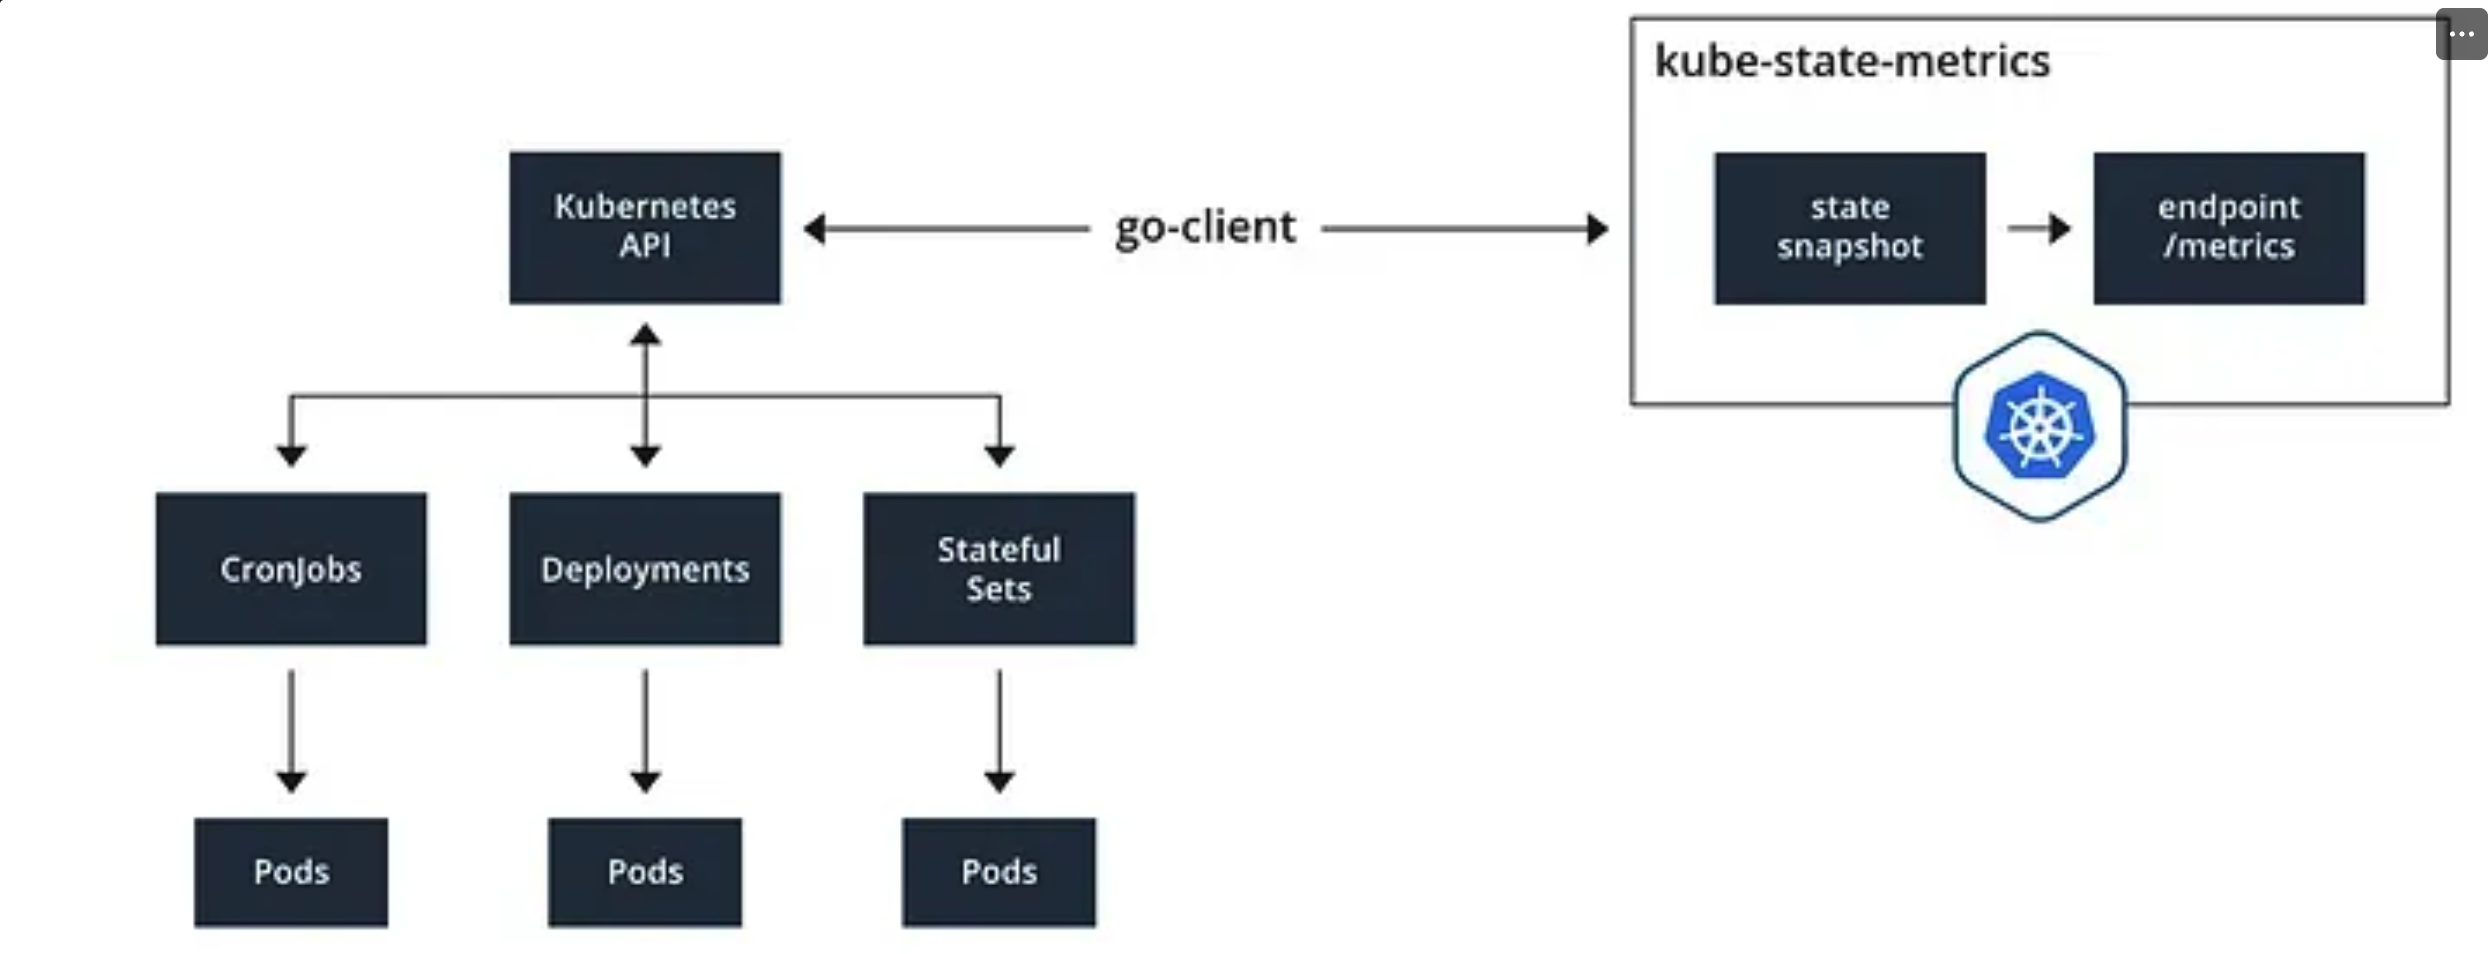 kube-state-metrics
Kubernetes
API
go-client
state
snapshot
endpoint
/metrics
CronJobs
Deployments
Stateful
Sets
Pods
Pods
Pods